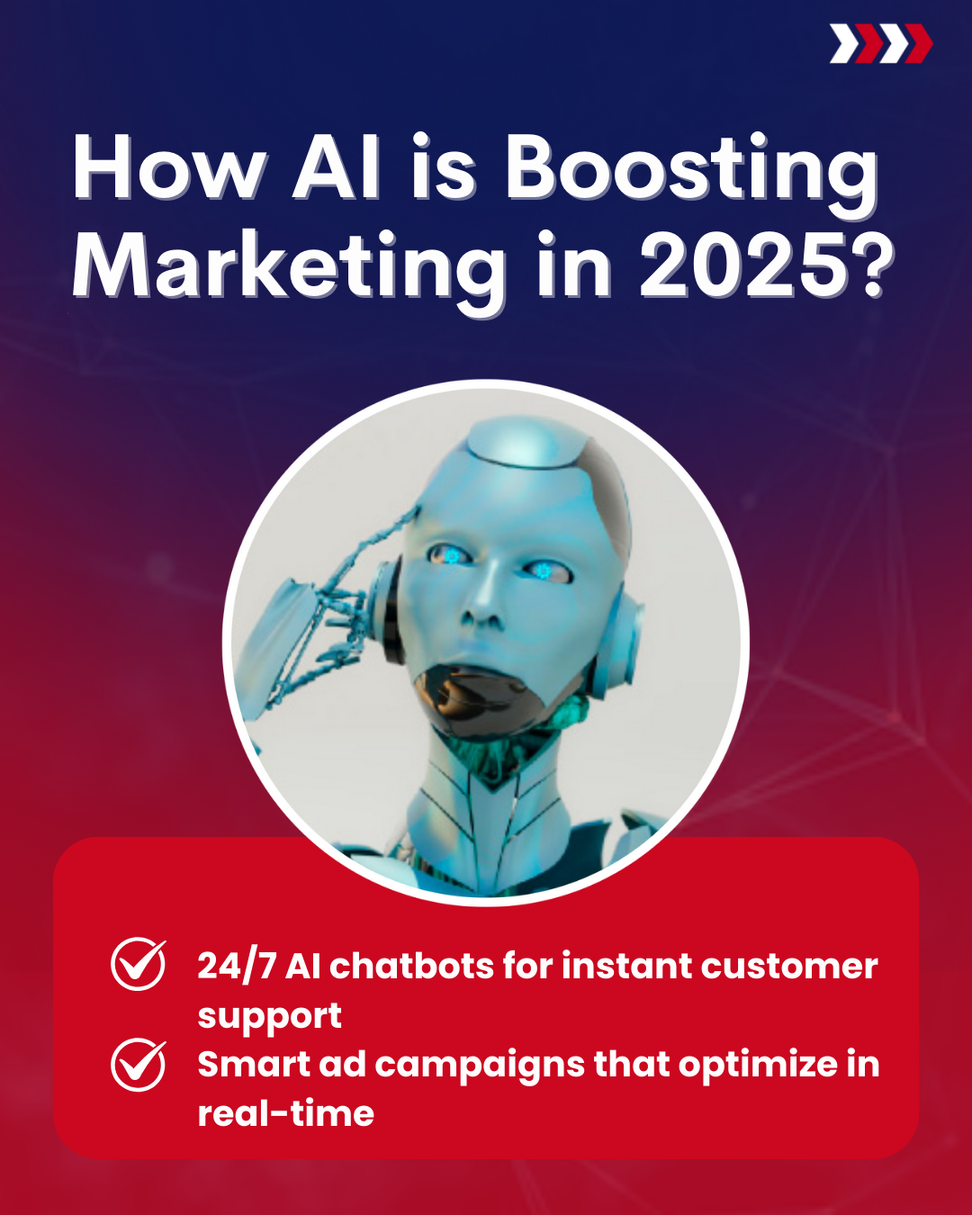 How AI is Boosting
Marketing in 2025?
24/7 AI chatbots for instant customer
support
Smart ad campaigns that optimize in
real-time